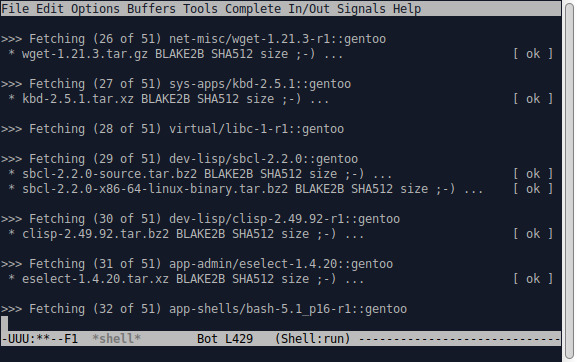 File Edit Options Buffers Tools Complete In/Out Signals Help
>>> Fetching (26 of 51) net-misc/wget-1.21.3-r1::gentoo
* wget-1.21.3.tar.gz BLAKE2B SHA512 size ;-) ... [ ok ]
>>> Fetching (27 of 51) sys-apps/kbd-2.5.1::gentoo
* kbd-2.5.1.tar.xz BLAKE2B SHA512 size ;-) ... [ ok ]
>>> Fetching (28 of 51) virtual/libc-1-r1::gentoo
>>> Fetching (29 of 51) dev-lisp/sbcl-2.2.0::gentoo
* sbcl-2.2.0-source.tar.bz2 BLAKE2B SHA512 size ;-) ... [ ok ]
* sbcl-2.2.0-x86-64-linux-binary.tar.bz2 BLAKE2B SHA512 size ;-) ... [ ok ]
>>> Fetching (30 of 51) dev-lisp/clisp-2.49.92-r1::gentoo
* clisp-2.49.92.tar.bz2 BLAKE2B SHA512 size ;-) ... [ ok ]
>>> Fetching (31 of 51) app-admin/eselect-1.4.20::gentoo
* eselect-1.4.20.tar.xz BLAKE2B SHA512 size ;-) ... [ ok ]
>>> Fetching (32 of 51) app-shells/bash-5.1_p16-r1::gentoo
-UUU:**--F1 *shell* Bot L429 (Shell:run) ----------------------------